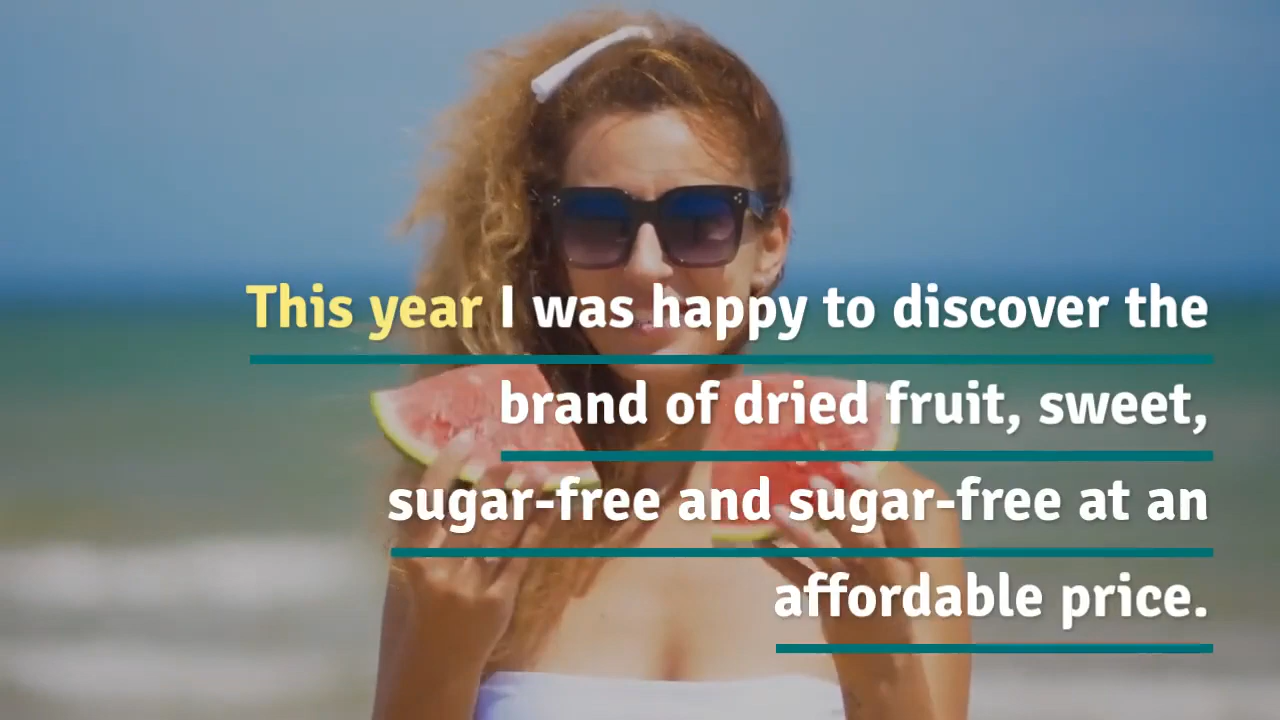 This year I was happy to discover the
brand of dried fruit, sweet,
sugar-free and sugar-free at an
affordable price.